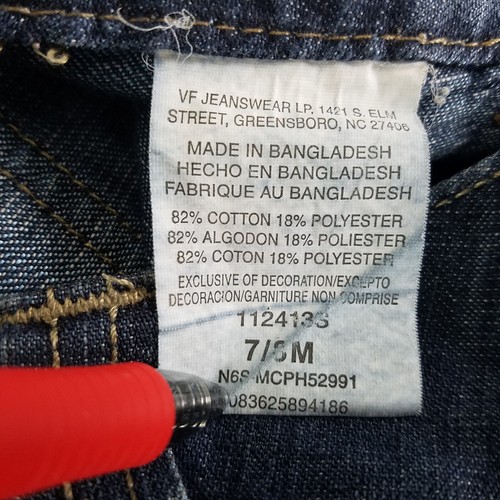 VF JEANSWEAR LP, 1421 S. ELM
STREET, GREENSBORO, NC 27406
MADE IN BANGLADESH
HECHO EN BANGLADESH
FABRIQUE AU BANGLADESH
82% COTTON 18% POLYESTER
82% ALGODON 18% POLIESTER
82% COTON 18% POLYESTER
EXCLUSIVE OF DECORATION/EXCEPTO
DECORACION/GARNITURE NON COMPRISE
112413S
7/8M
N6S MCPH52991
083625894186